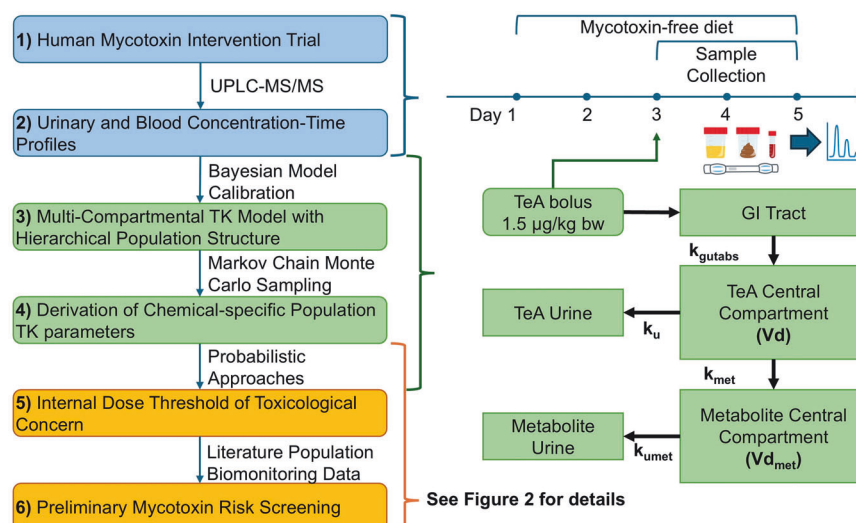 1) Human Mycotoxin Intervention Trial
UPLC-MS/MS
2) Urinary and Blood Concentration-Time
Profiles
Bayesian Model
Calibration
3) Multi-Compartmental TK Model with
Hierarchical Population Structure
Markov Chain Monte
Carlo Sampling
4) Derivation of Chemical-specific Population
TK parameters
Probabilistic
Approaches
5) Internal Dose Threshold of Toxicological
Concern
Literature Population
Biomonitoring Data
6) Preliminary Mycotoxin Risk Screening
See Figure 2 for details
Mycotoxin-free diet
Sample
Collection
Day 1 2 3 4 5
TeA bolus
1.5 µg/kg bw
GI Tract
kgutabs
TeA Central
Compartment
(Vd)
TeA Urine
ku
kmet
Metabolite Central
Compartment
(Vdmet)
Metabolite
Urine
kumet